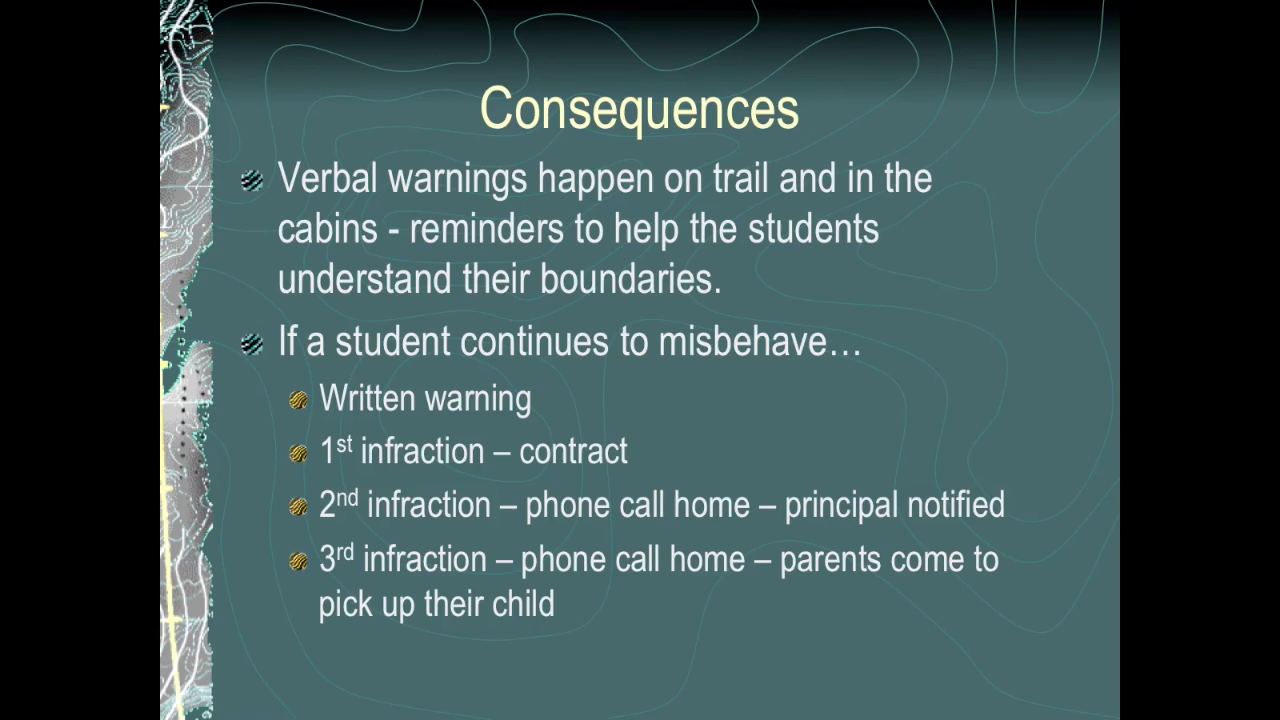 Consequences
Verbal warnings happen on trail and in the
cabins - reminders to help the students
understand their boundaries.
If a student continues to misbehave…
Written warning
1st infraction – contract
2nd infraction – phone call home – principal notified
3rd infraction – phone call home – parents come to
pick up their child